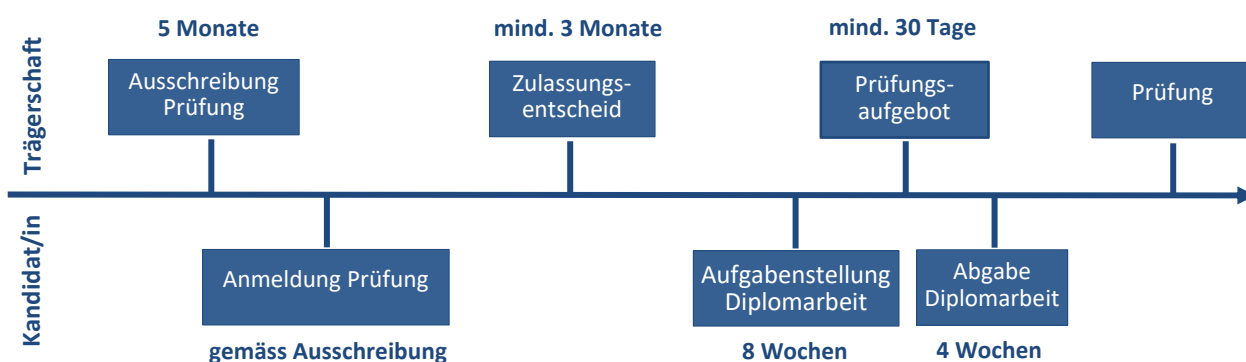 5 Monate
mind. 3 Monate
mind. 30 Tage
Trägerschaft
Ausschreibung
Prüfung
Zulassungs-
entscheid
Prüfungs-
aufgebot
Prüfung
Kandidat/in
Anmeldung Prüfung
Aufgabenstellung
Diplomarbeit
Abgabe
Diplomarbeit
gemäss Ausschreibung
8 Wochen
4 Wochen